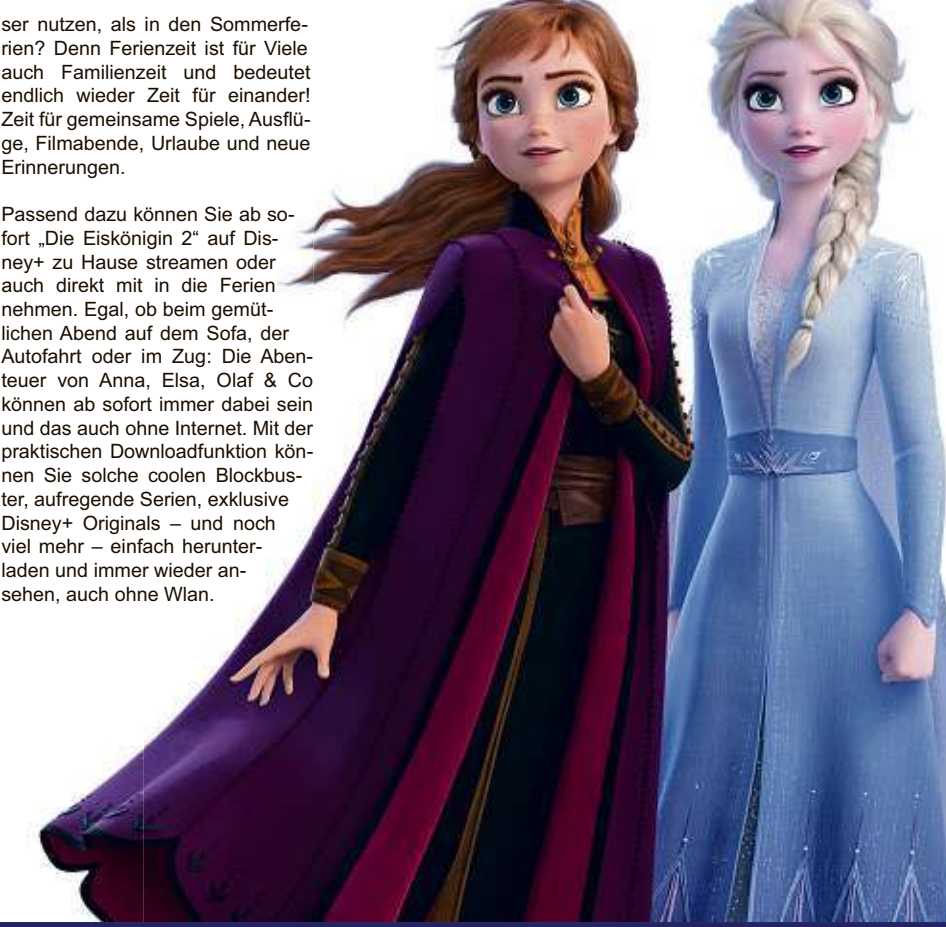 ser nutzen, als in den Sommerfe-
rien? Denn Ferienzeit ist für Viele
auch Familienzeit und bedeutet
endlich wieder Zeit für einander!
Zeit für gemeinsame Spiele, Ausflü-
ge, Filmabende, Urlaube und neue
Erinnerungen.

Passend dazu können Sie ab so-
fort „Die Eiskönigin 2“ auf Dis-
ney+ zu Hause streamen oder
auch direkt mit in die Ferien
nehmen. Egal, ob beim gemüt-
lichen Abend auf dem Sofa, der
Autofahrt oder im Zug: Die Aben-
teuer von Anna, Elsa, Olaf & Co
können ab sofort immer dabei sein
und das auch ohne Internet. Mit der
praktischen Downloadfunktion kön-
nen Sie solche coolen Blockbus-
ter, aufregende Serien, exklusive
Disney+ Originals – und noch
viel mehr – einfach herunter-
laden und immer wieder an-
sehen, auch ohne Wlan.